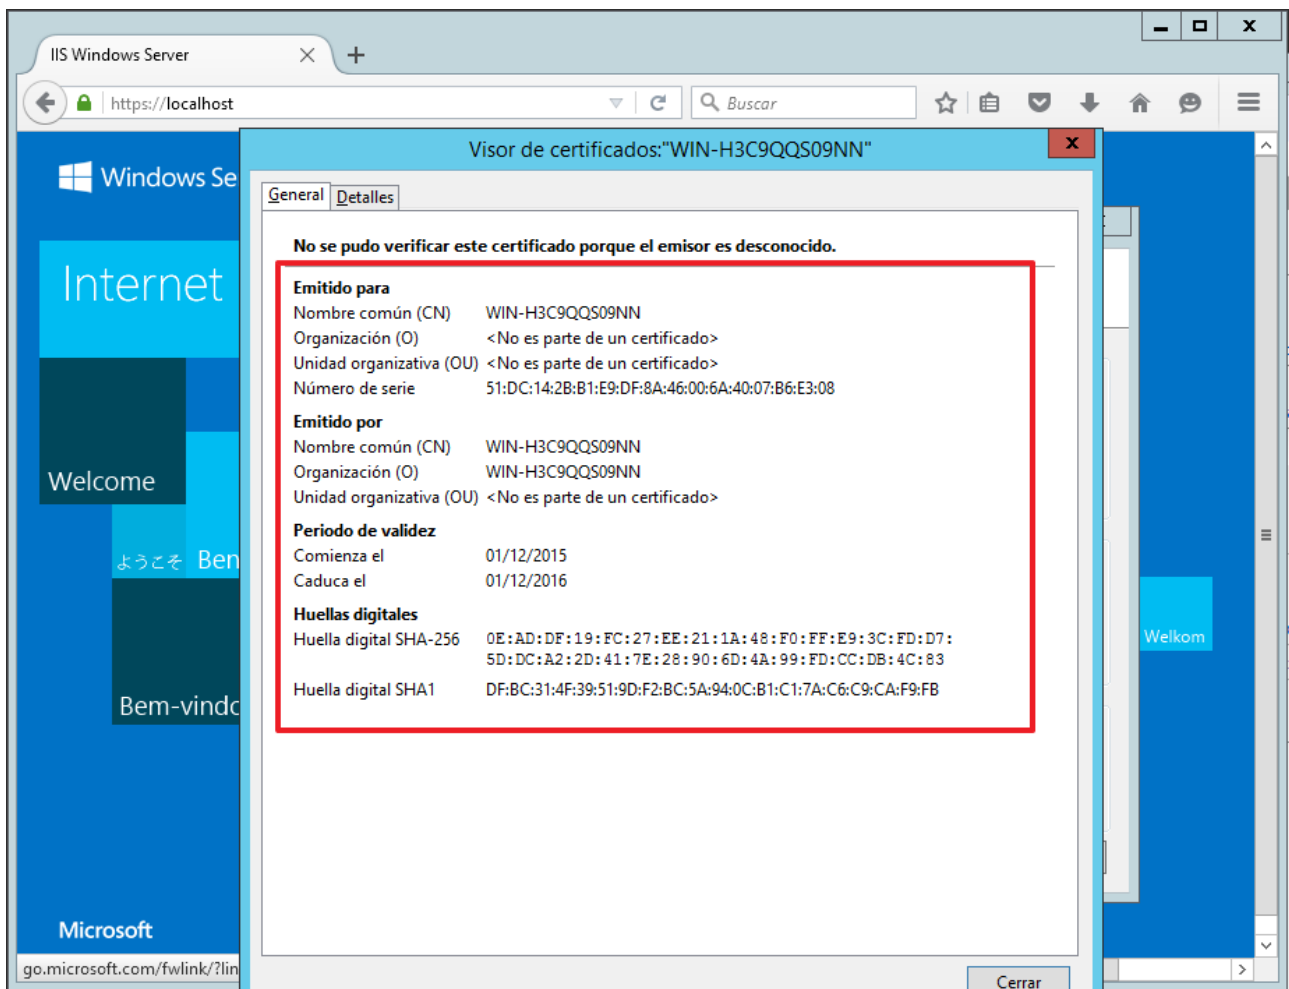 IIS Windows Server
https://localhost
Buscar
Visor de certificados:"WIN-H3C9QQS09NN"
Windows Se
General Detalles
No se pudo verificar este certificado porque el emisor es desconocido.
Internet
Emitido para
Nombre común (CN) WIN-H3C9QQS09NN
Organización (O) <No es parte de un certificado>
Unidad organizativa (OU) <No es parte de un certificado>
Número de serie 51:DC:14:2B:B1:E9:DF:8A:46:00:6A:40:07:B6:E3:08
Emitido por
Nombre común (CN) WIN-H3C9QQS09NN
Organización (O) WIN-H3C9QQS09NN
Unidad organizativa (OU) <No es parte de un certificado>
Welcome
Periodo de validez
Comienza el 01/12/2015
Caduca el 01/12/2016
ようこそ Ben
Huellas digitales
Huella digital SHA-256 0E:AD:DF:19:FC:27:EE:21:1A:48:F0:FF:E9:3C:FD:D7:
5D:DC:A2:2D:41:7E:28:90:6D:4A:99:FD:CC:DB:4C:83
Welkom
Huella digital SHA1 DF:BC:31:4F:39:51:9D:F2:BC:5A:94:0C:B1:C1:7A:C6:C9:CA:F9:FB
Bem-vindo
Microsoft
go.microsoft.com/fwlink/?lin
Cerrar